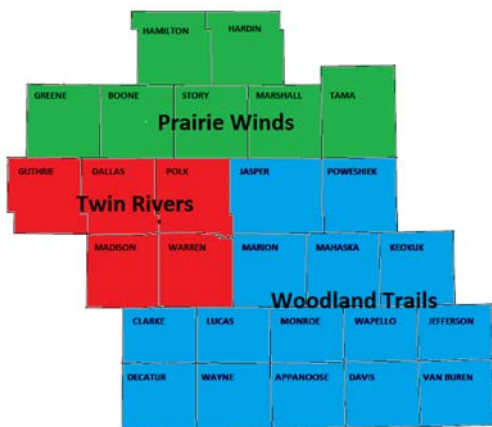 HAMILTON HARDIN
GREENE BOONE STORY MARSHALL TAMA
Prairie Winds
GUTHRIE DALLAS POLK JASPER POWESHIEK
Twin Rivers
MADISON WARREN MARION MAHASKA KEOKUK
Woodland Trails
CLARKE LUCAS MONROE WAPELLO JEFFERSON
DECATUR WAYNE APPANOOSE DAVIS VAN BUREN